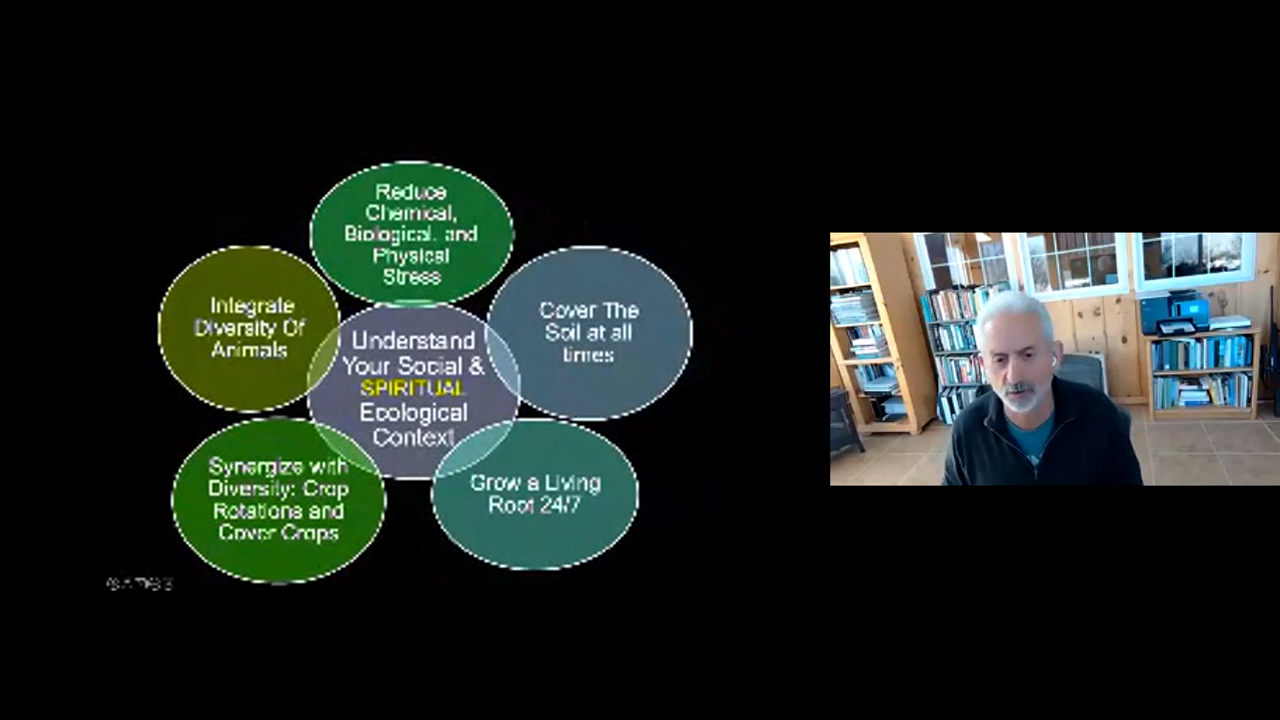 Reduce
Chemical,
Biological, and
Physical
Stress
Integrate
Diversity Of
Animals
Understand
Your Social &
SPIRITUAL
Ecological
Context
Cover The
Soil at all
times
Synergize with
Diversity: Crop
Rotations and
Cover Crops
Grow a Living
Root 24/7